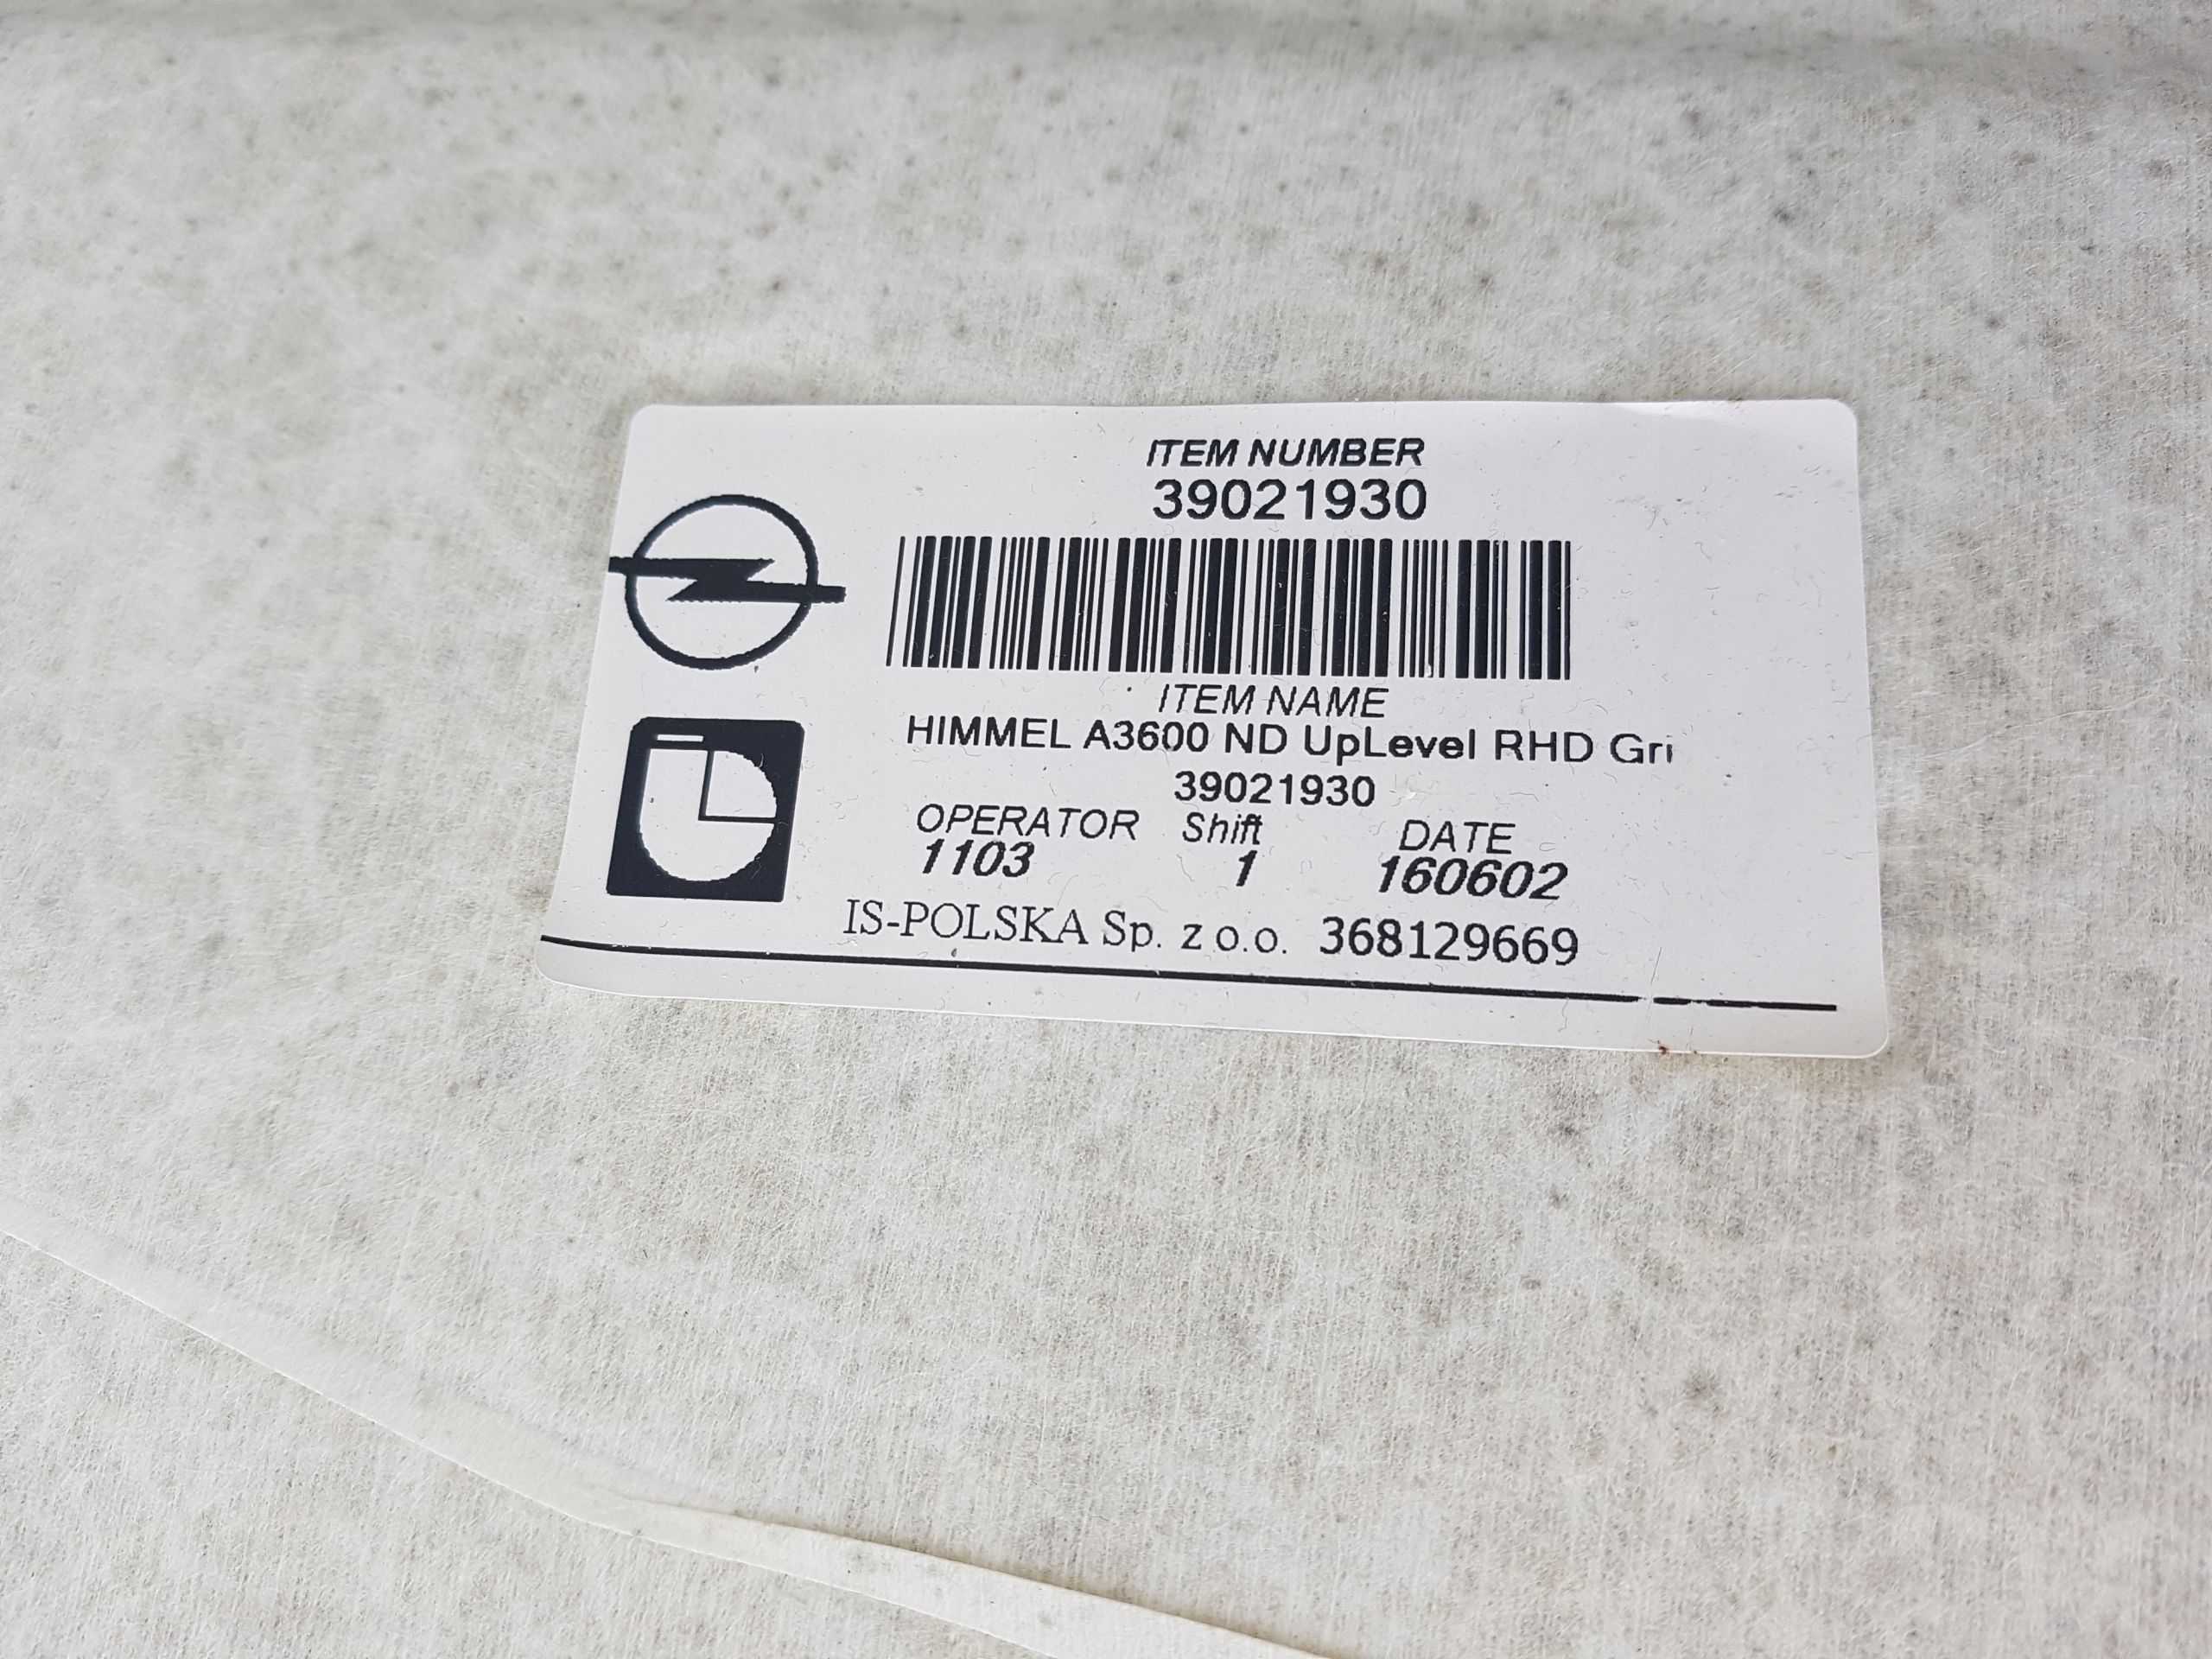 ITEM NUMBER
39021930
ITEM NAME
HIMMEL A3600 ND UpLevel RHD Gri
39021930
OPERATOR Shift DATE
1103 1 160602
IS-POLSKA Sp. z o.o. 368129669